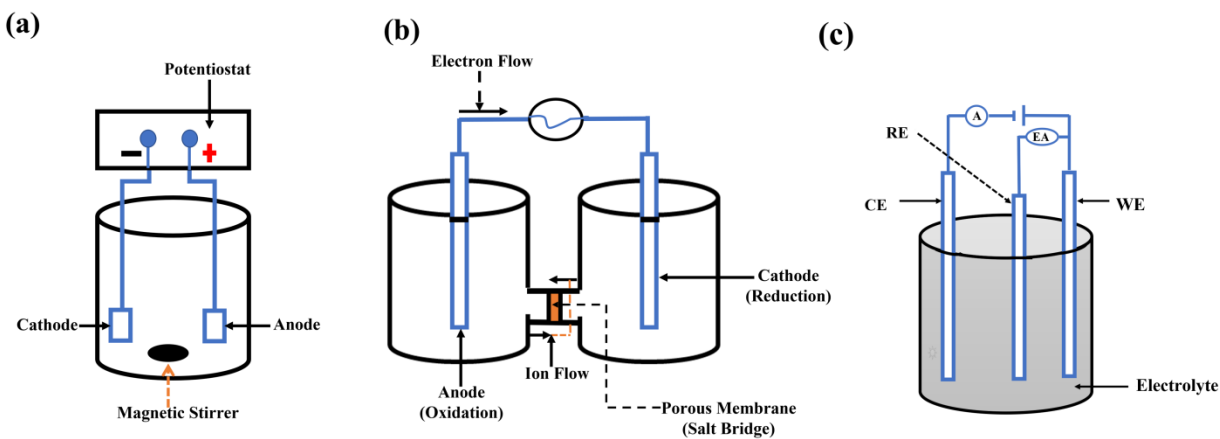 (a)
Potentiostat
− +
Cathode
Anode
Magnetic Stirrer
(b)
Electron Flow
Cathode
(Reduction)
Ion Flow
Anode
(Oxidation)
Porous Membrane
(Salt Bridge)
(c)
A
EA
RE
CE
WE
Electrolyte